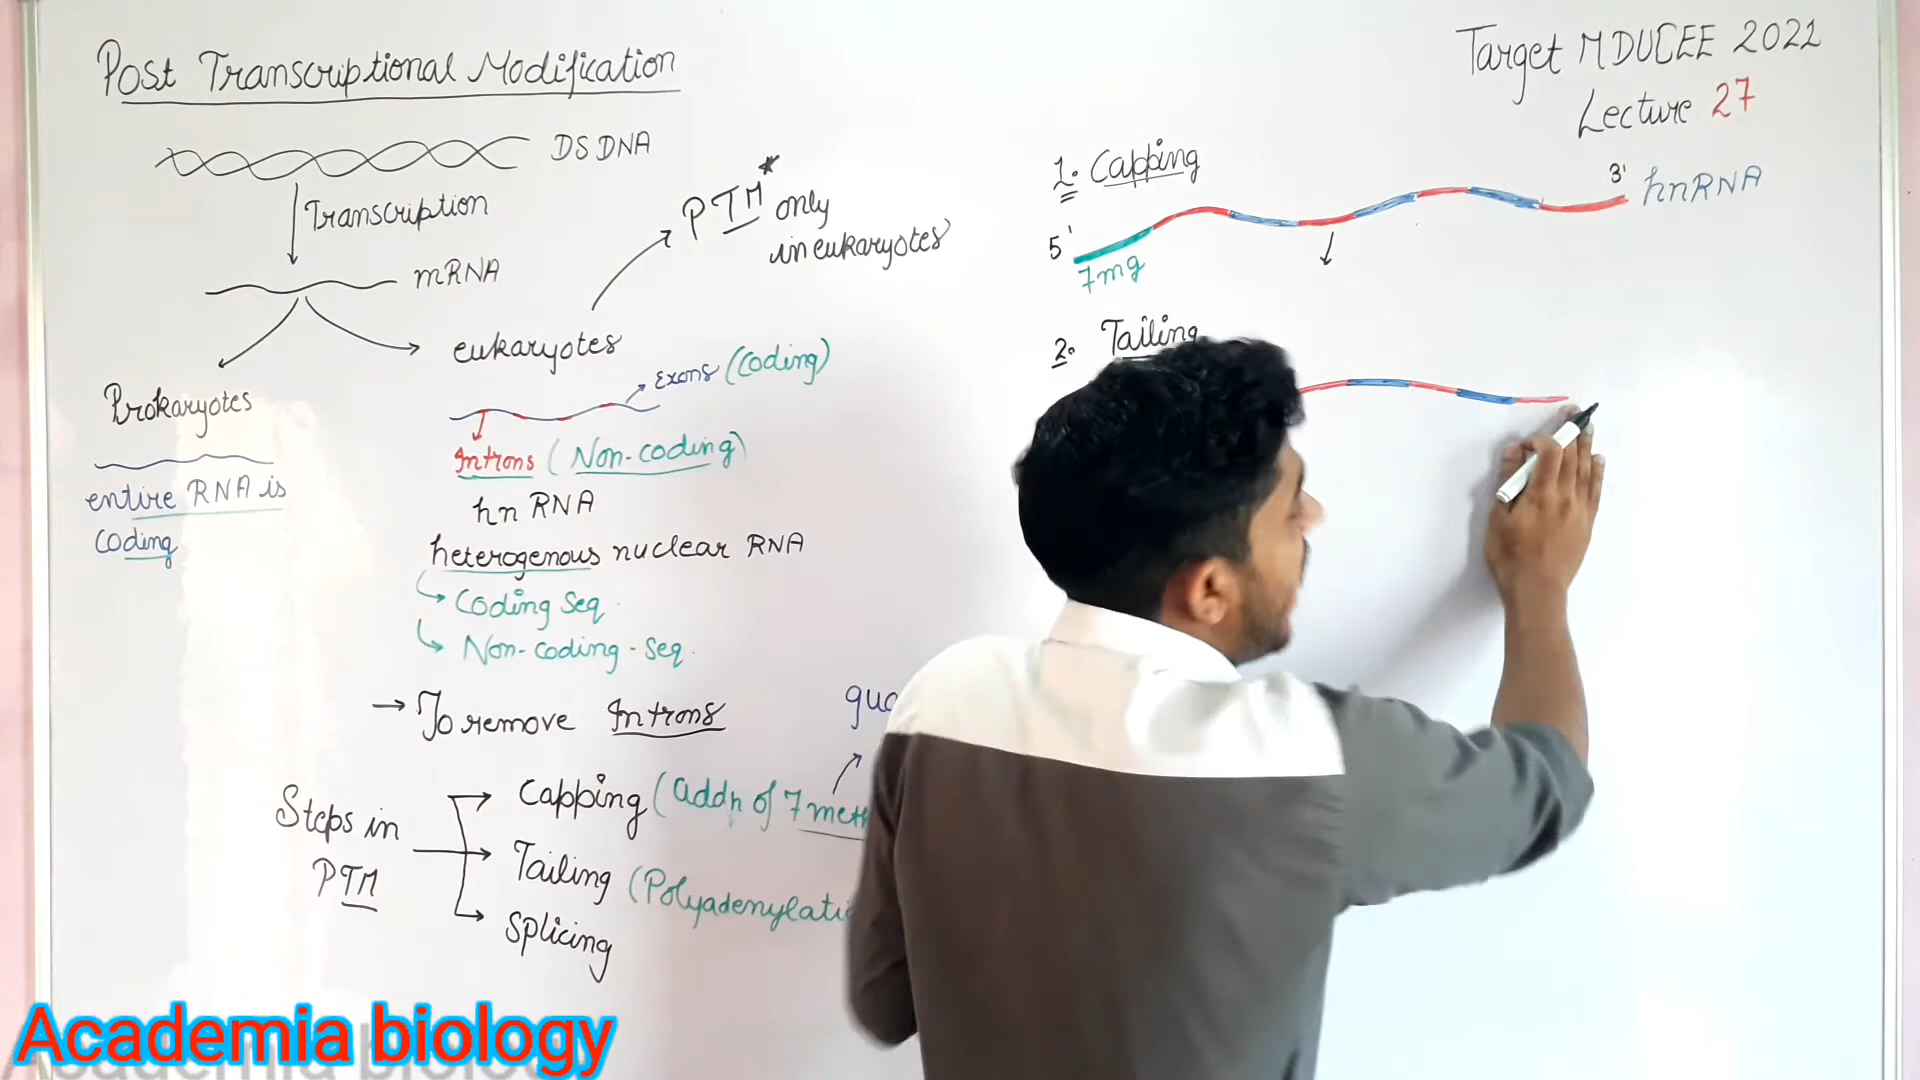 Post Transcriptional Modification
DS DNA
Transcription
mRNA
PTM* only
in eukaryotes
eukaryotes
Prokaryotes
entire RNA is
coding
Exons (Coding)
Introns (Non-coding)
hn RNA
heterogenous nuclear RNA
Coding Seq.
Non-coding-seq.
→ To remove Introns
Steps in
PTM
Capping (addn of 7
Tailing
Splicing
Target MDUCEE 2022
Lecture 27
1. Capping
5'
7mg
3'
hnRNA
2. Tailing
Academia biology